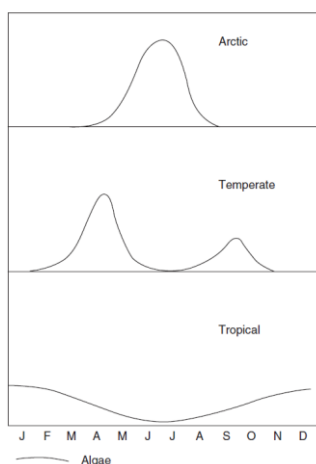 Arctic
Temperate
Tropical
J F M A M J J A S O N D
Algae